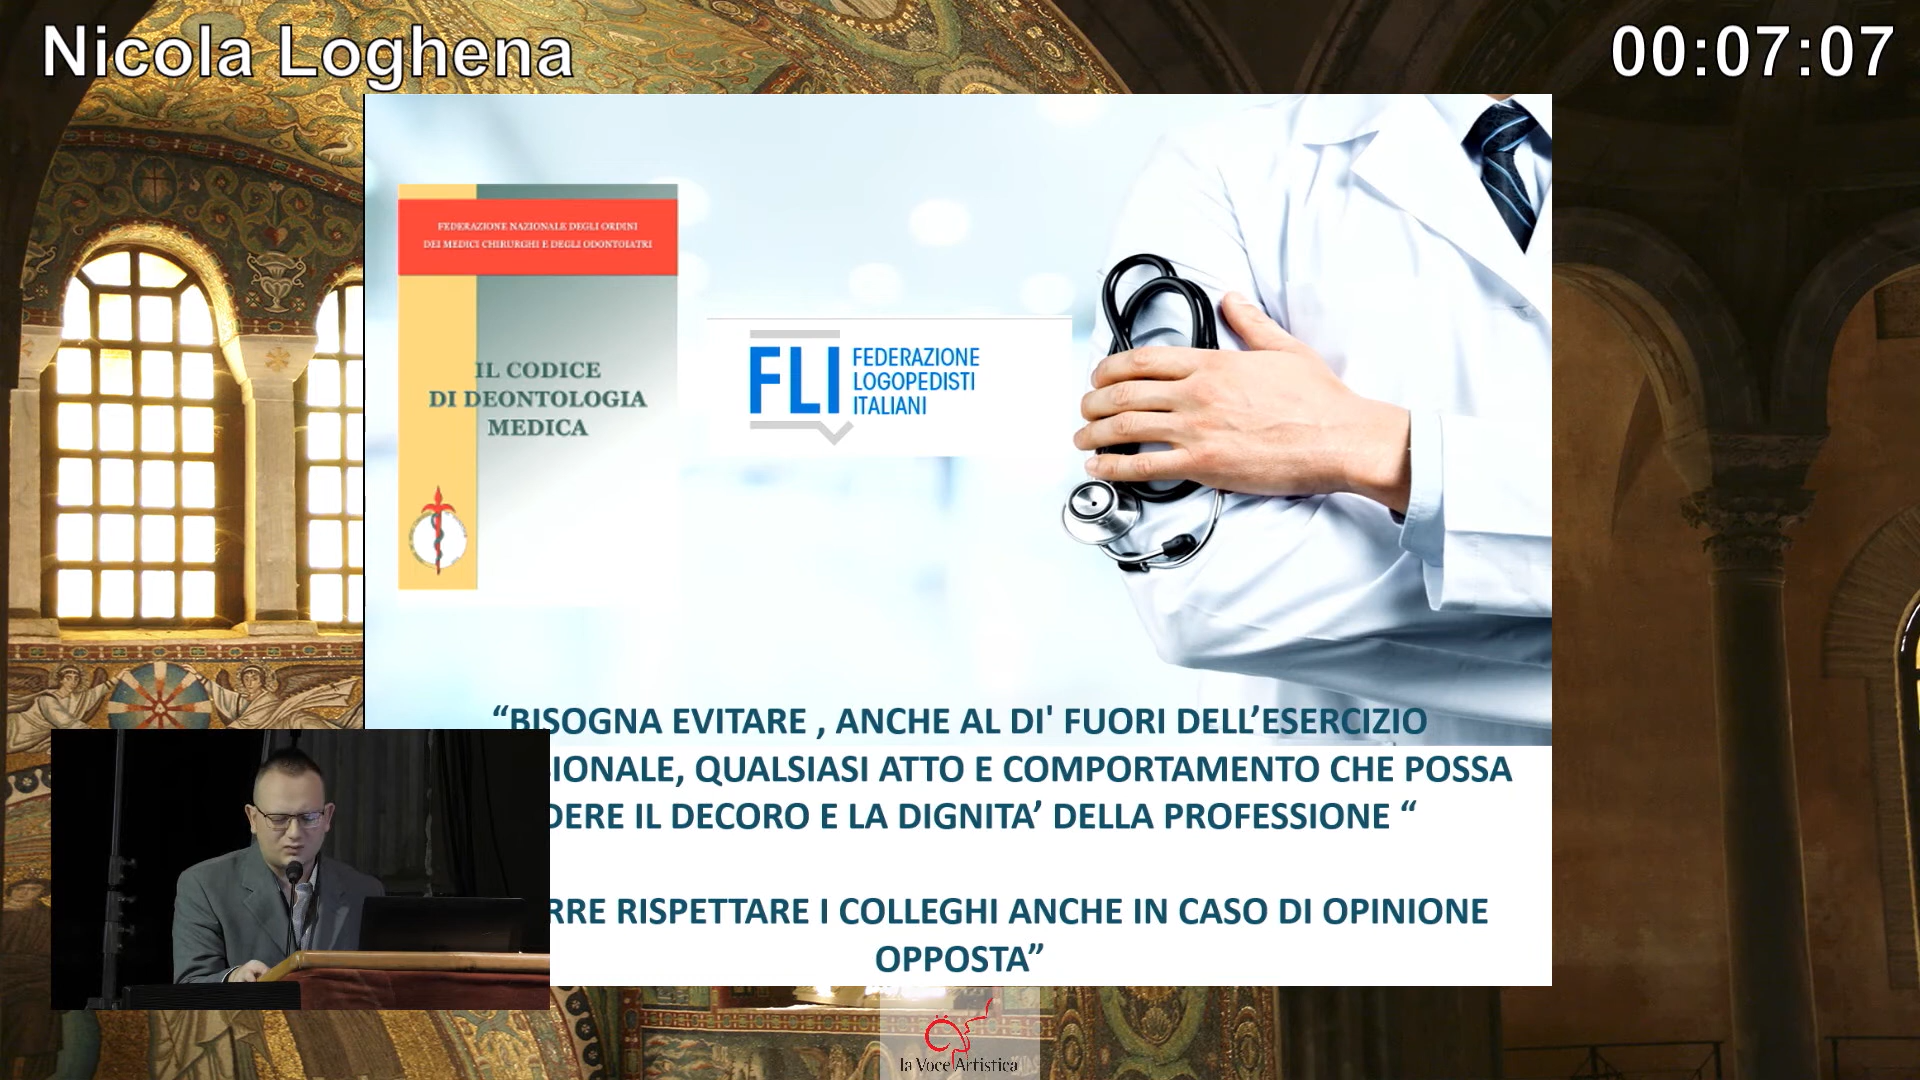 Nicola Loghena
00:07:07
FEDERAZIONE NAZIONALE DEGLI ORDINI
DEI MEDICI CHIRURGHI E DEGLI ODONTOIATRI
IL CODICE
DI DEONTOLOGIA
MEDICA
FLI
FEDERAZIONE
LOGOPEDISTI
ITALIANI
“BISOGNA EVITARE , ANCHE AL DI' FUORI DELL’ESERCIZIO
SIONALE, QUALSIASI ATTO E COMPORTAMENTO CHE POSSA
DERE IL DECORO E LA DIGNITA’ DELLA PROFESSIONE “
RRE RISPETTARE I COLLEGHI ANCHE IN CASO DI OPINIONE
OPPOSTA”
la Voce Artistica